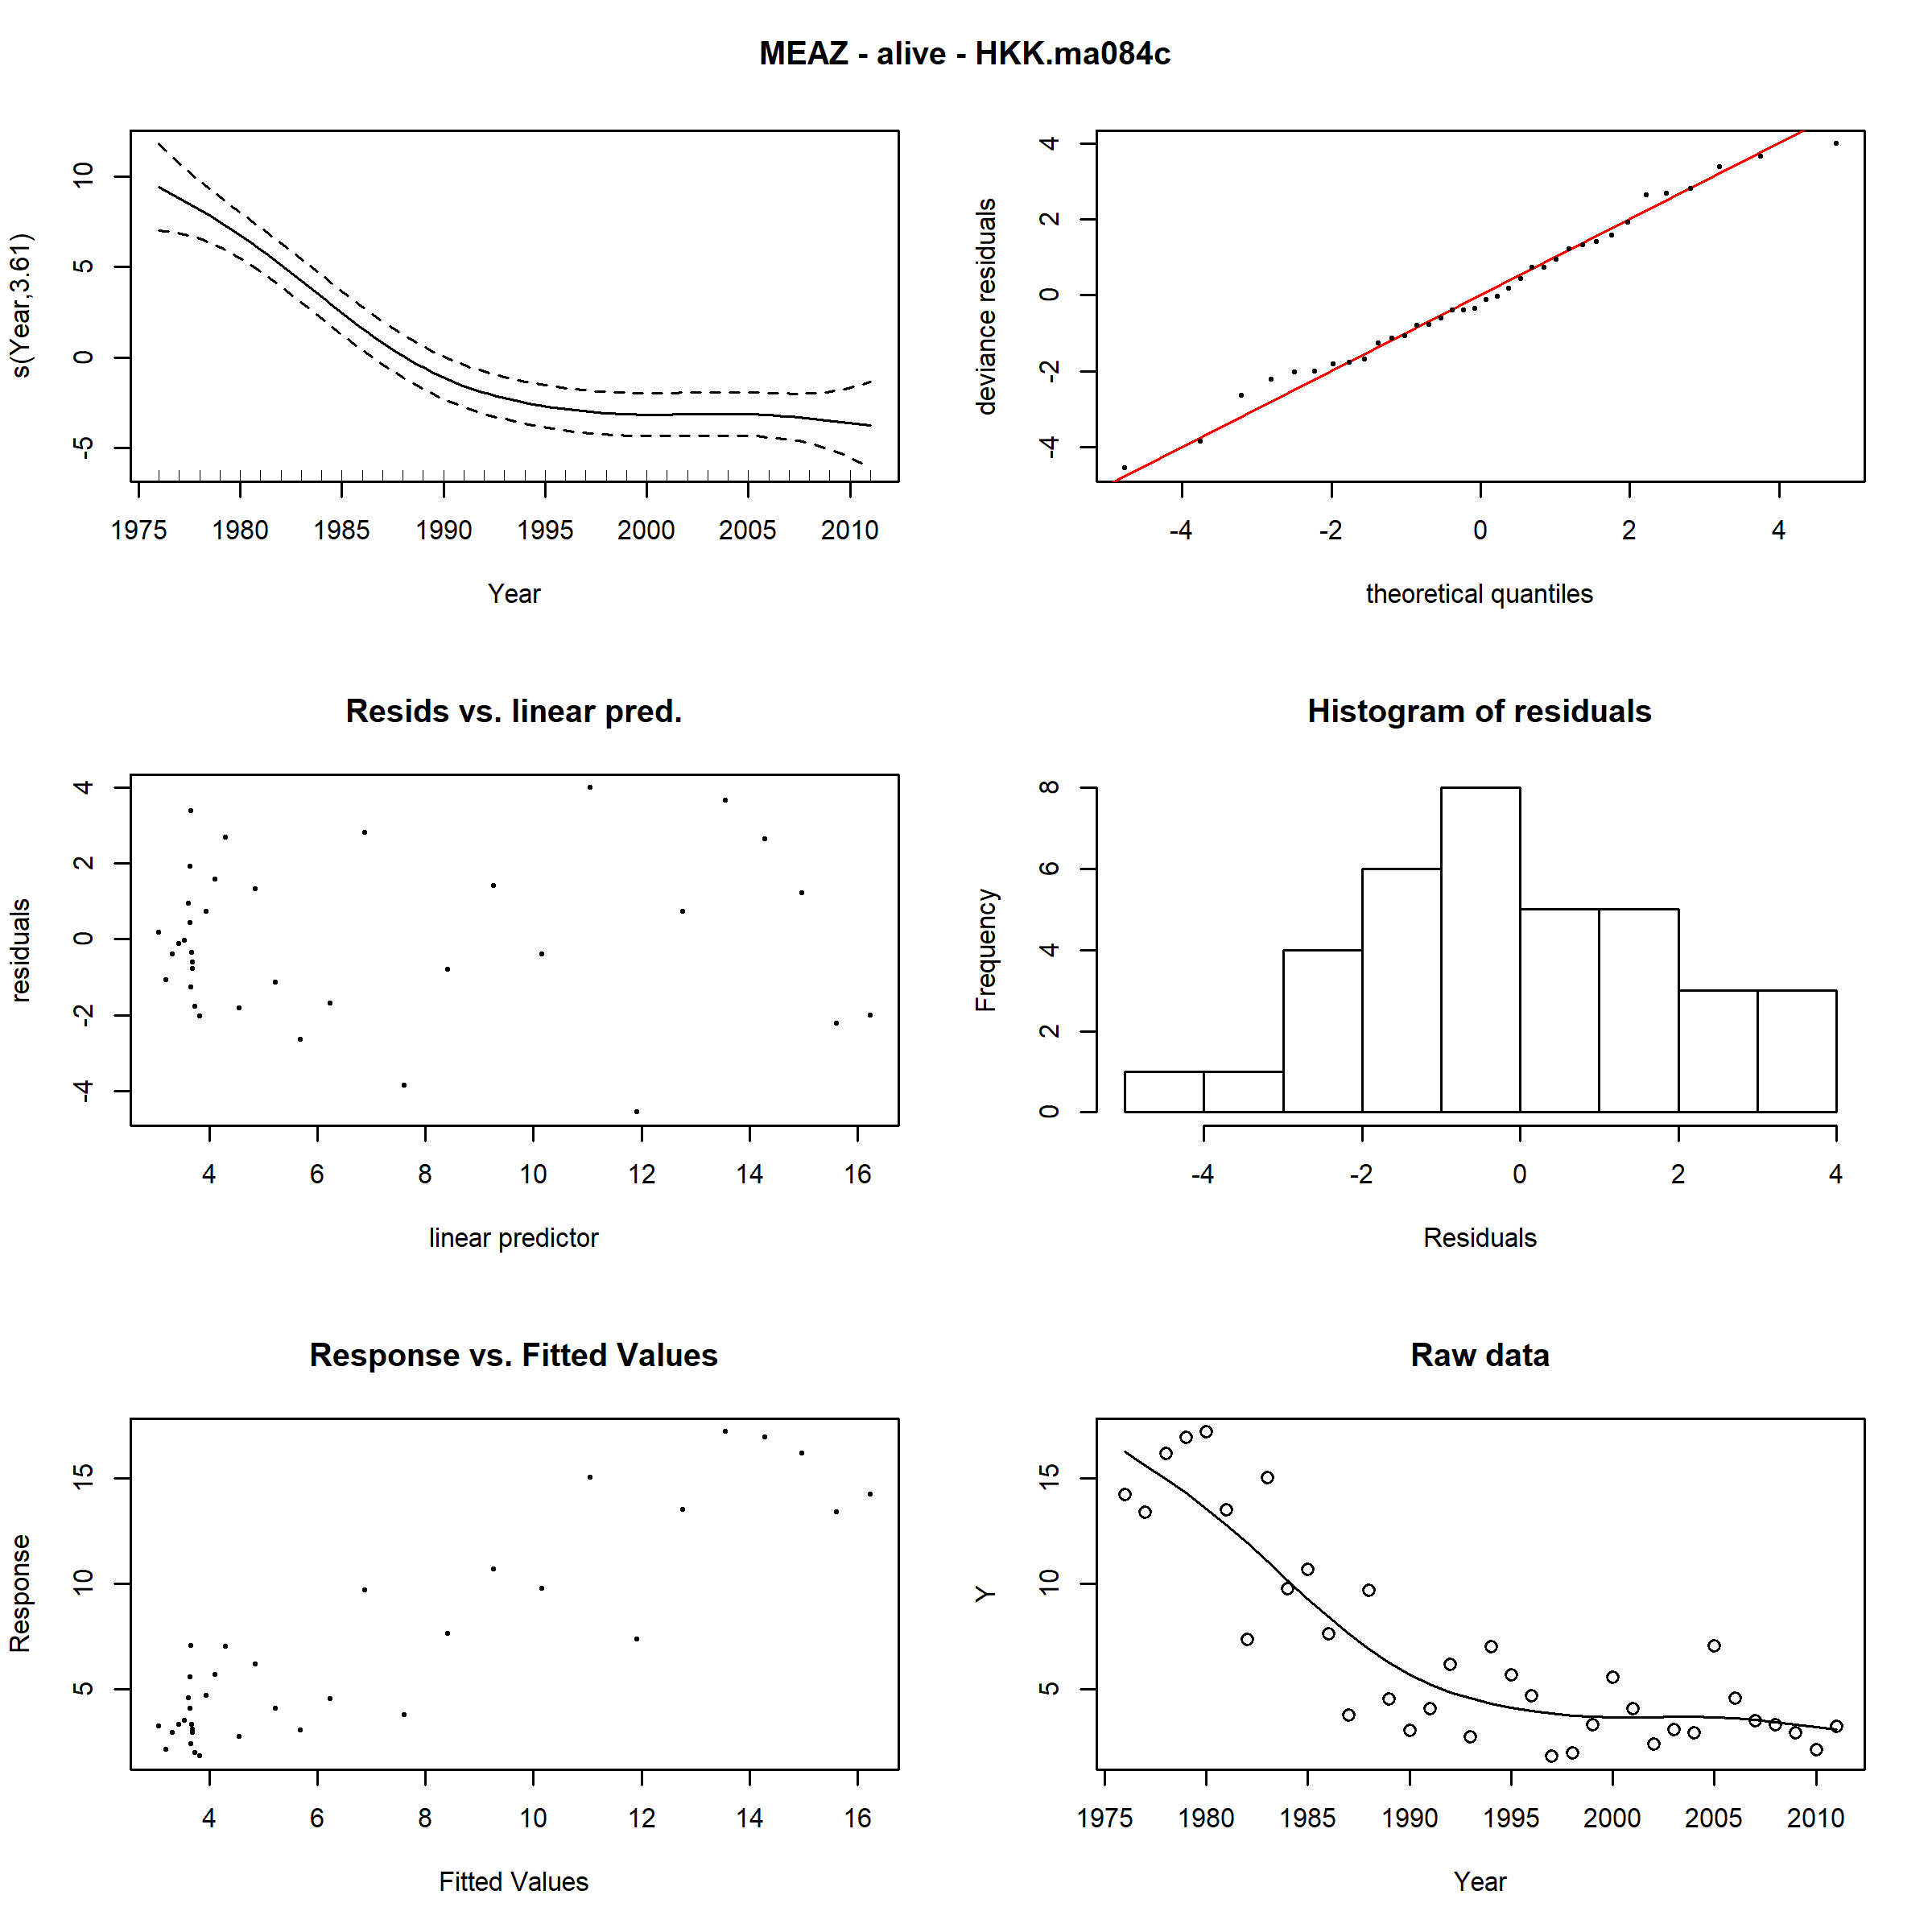 MEAZ - alive - HKK.ma084c
s(Year,3.61)
-5 0 5 10
1975 1980 1985 1990 1995 2000 2005 2010
Year
deviance residuals
-4 -2 0 2 4
-4 -2 0 2 4
theoretical quantiles
Resids vs. linear pred.
residuals
-4 -2 0 2 4
4 6 8 10 12 14 16
linear predictor
Histogram of residuals
Frequency
0 2 4 6 8
-4 -2 0 2 4
Residuals
Response vs. Fitted Values
Response
5 10 15
4 6 8 10 12 14 16
Fitted Values
Raw data
Y
5 10 15
1975 1980 1985 1990 1995 2000 2005 2010
Year